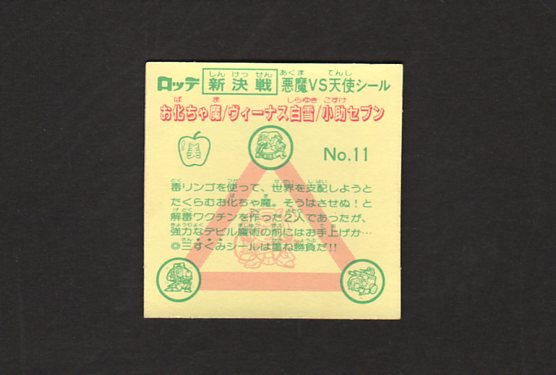 ロッテ 新決戦 悪魔VS天使シール
お化ちゃ魔/ヴィーナス白雪/小助セブン
No.11
毒リンゴを使って、世界を支配しようと
たくらむお化ちゃ魔。そうはさせぬ!と
解毒ワクチンを作った2人であったが、
強力なデビル魔術の前にはお手上げか…
◎三すくみシールは重ね勝負だ!!